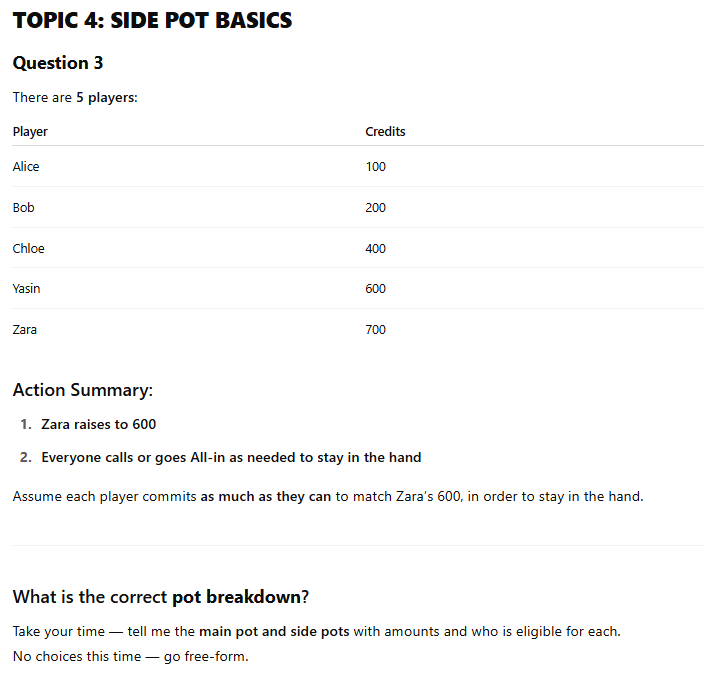 TOPIC 4: SIDE POT BASICS
Question 3
There are 5 players:
Player Credits
Alice 100
Bob 200
Chloe 400
Yasin 600
Zara 700
Action Summary:
1. Zara raises to 600
2. Everyone calls or goes All-in as needed to stay in the hand
Assume each player commits as much as they can to match Zara's 600, in order to stay in the hand.
What is the correct pot breakdown?
Take your time — tell me the main pot and side pots with amounts and who is eligible for each.
No choices this time — go free-form.